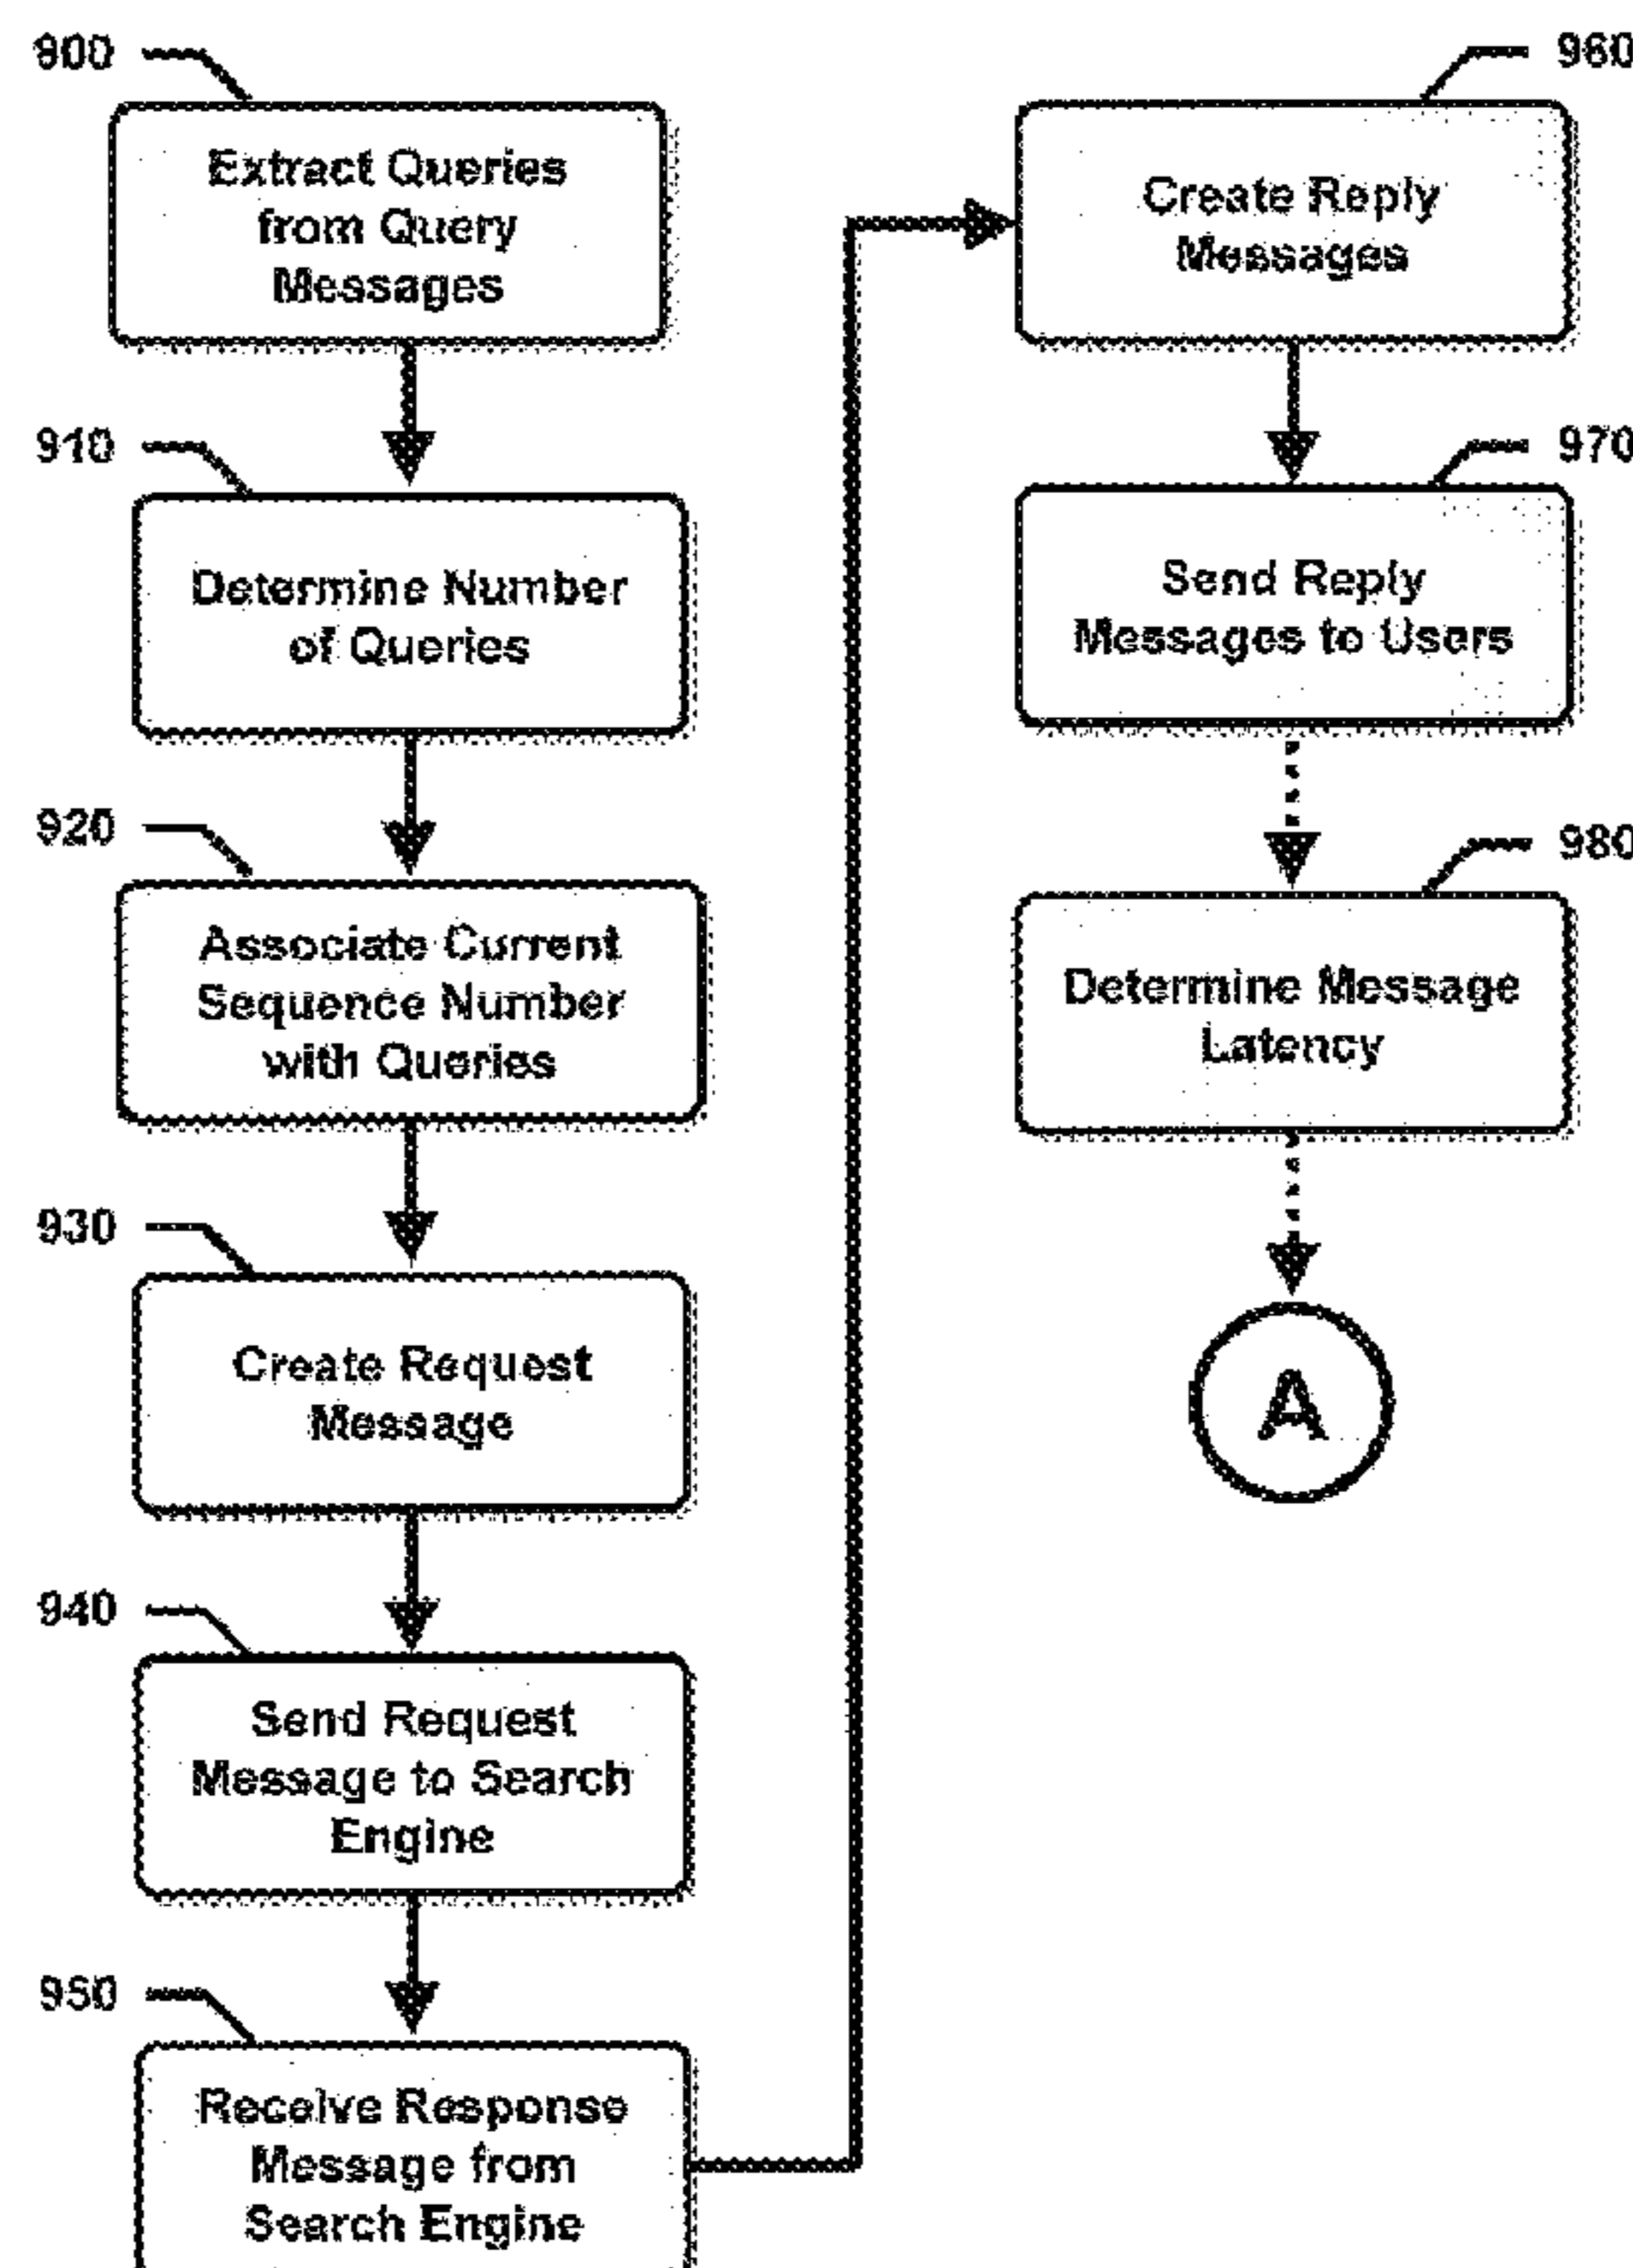 900
Extract Queries
from Query
Messages
910
Determine Number
of Queries
920
Associate Current
Sequence Number
with Queries
930
Create Request
Message
940
Send Request
Message to Search
Engine
950
Receive Response
Message from
Search Engine
960
Create Reply
Messages
970
Send Reply
Messages to Users
980
Determine Message
Latency
A